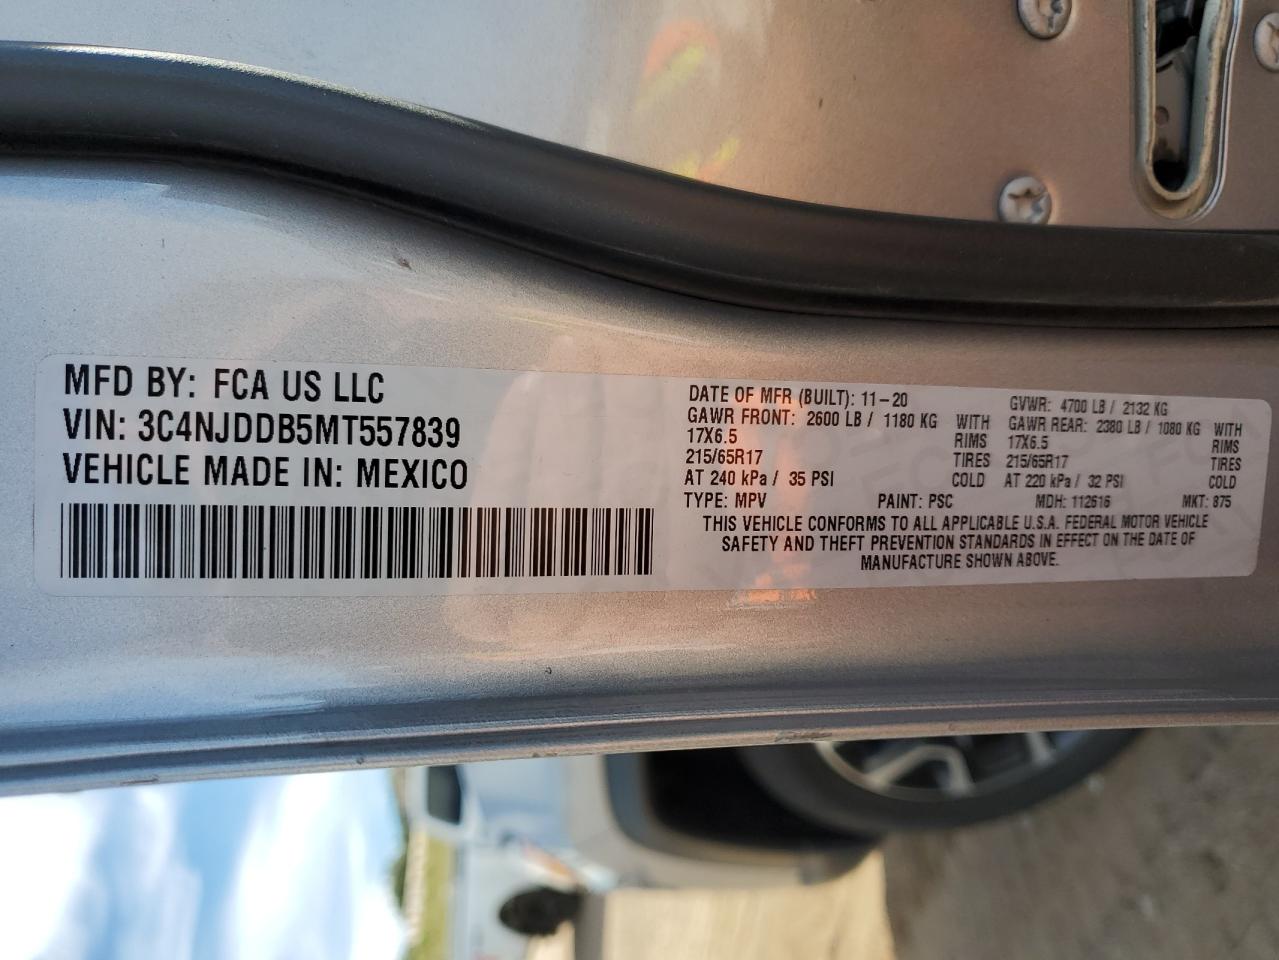 MFD BY: FCA US LLC
VIN: 3C4NJDDB5MT557839
VEHICLE MADE IN: MEXICO
DATE OF MFR (BUILT): 11-20 GVWR: 4700 LB / 2132 KG
GAWR FRONT: 2600 LB / 1180 KG WITH GAWR REAR: 2380 LB / 1080 KG WITH
17X6.5 RIMS 17X6.5 RIMS
215/65R17 TIRES 215/65R17 TIRES
AT 240 kPa / 35 PSI COLD AT 220 kPa / 32 PSI COLD
TYPE: MPV PAINT: PSC MDH: 112616 MKT: 875
THIS VEHICLE CONFORMS TO ALL APPLICABLE U.S.A. FEDERAL MOTOR VEHICLE
SAFETY AND THEFT PREVENTION STANDARDS IN EFFECT ON THE DATE OF
MANUFACTURE SHOWN ABOVE.